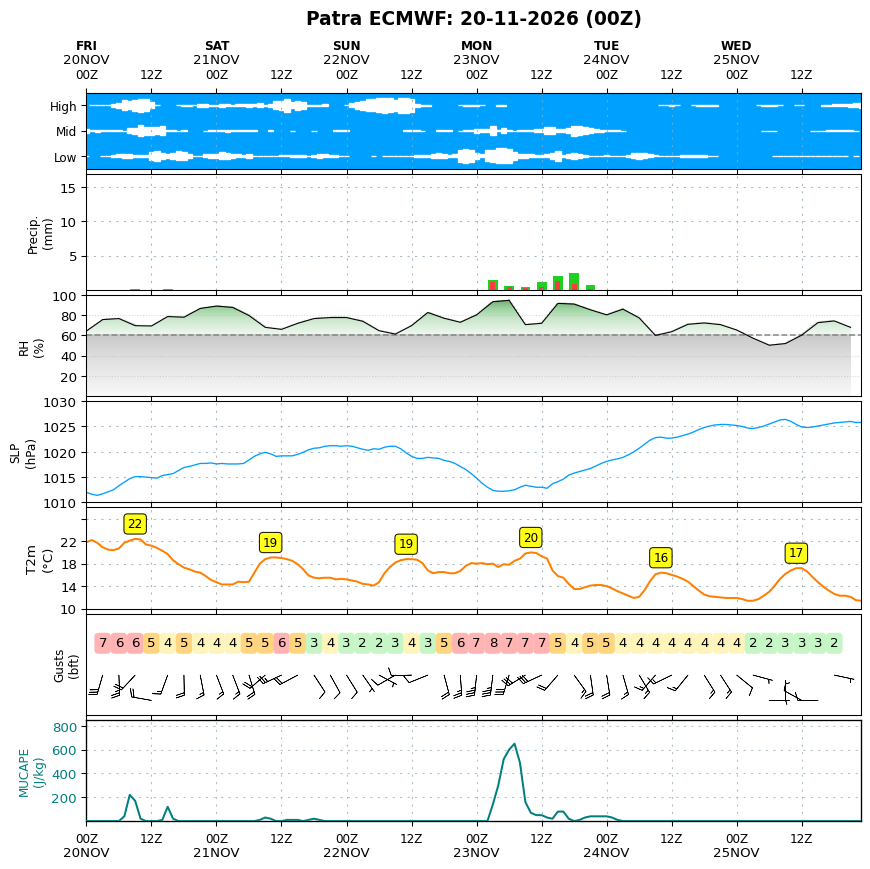 Patra ECMWF: 20-11-2026 (00Z)
FRI SAT SUN MON TUE WED
20NOV 21NOV 22NOV 23NOV 24NOV 25NOV
00Z 12Z 00Z 12Z 00Z 12Z 00Z 12Z 00Z 12Z 00Z 12Z
High
Mid
Low
Precip.
(mm)
15
10
5
RH
(%)
100
80
60
40
20
SLP
(hPa)
1030
1025
1020
1015
1010
T2m
(°C)
22
18
14
10
22 19 19 20 16 17
Gusts
(bft)
7 6 6 5 4 5 4 4 4 5 5 6 5 3 4 3 2 2 3 4 3 5 6 7 8 7 7 7 5 4 5 5 4 4 4 4 4 4 4 4 2 2 3 3 3 2
MUCAPE
(J/kg)
800
600
400
200
00Z 12Z 00Z 12Z 00Z 12Z 00Z 12Z 00Z 12Z 00Z 12Z
20NOV 21NOV 22NOV 23NOV 24NOV 25NOV